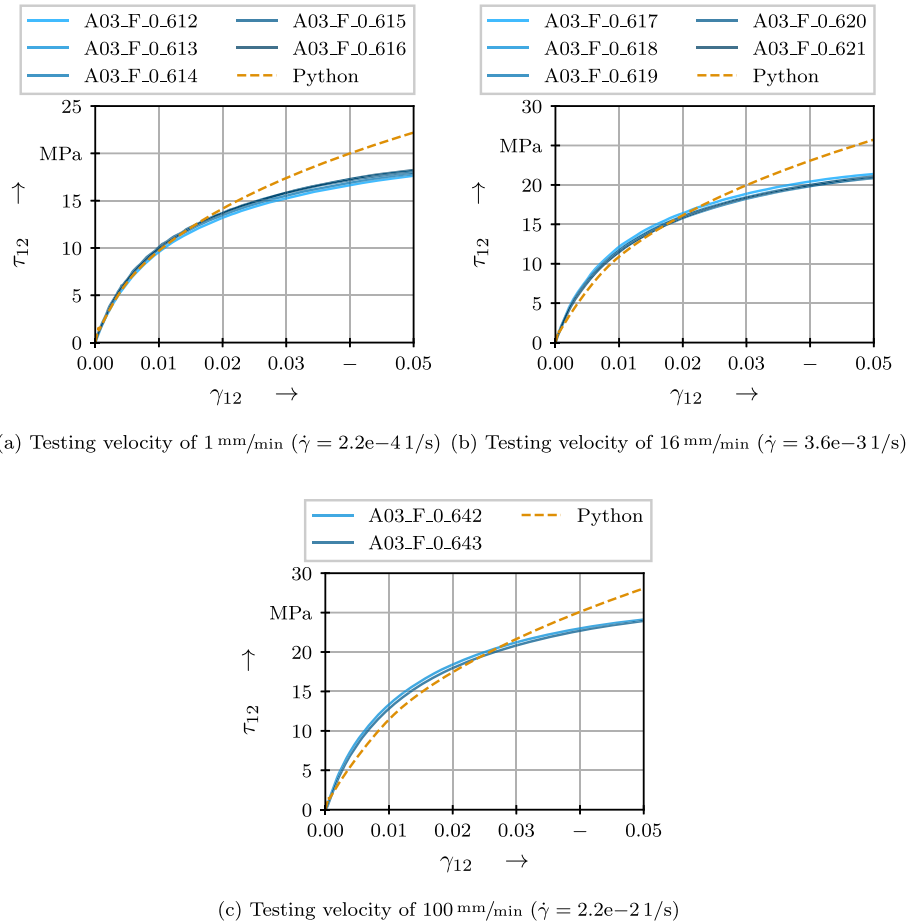 A03_F_0_612 A03_F_0_615
A03_F_0_613 A03_F_0_616
A03_F_0_614 Python
25
MPa
15
10
5
0
τ12 →
0.00 0.01 0.02 0.03 − 0.05
γ12 →
(a) Testing velocity of 1 mm/min (γ̇ = 2.2e−4 1/s)
A03_F_0_617 A03_F_0_620
A03_F_0_618 A03_F_0_621
A03_F_0_619 Python
30
MPa
20
15
10
5
0
τ12 →
0.00 0.01 0.02 0.03 − 0.05
γ12 →
(b) Testing velocity of 16 mm/min (γ̇ = 3.6e−3 1/s)
A03_F_0_642 Python
A03_F_0_643
30
MPa
20
15
10
5
0
τ12 →
0.00 0.01 0.02 0.03 − 0.05
γ12 →
(c) Testing velocity of 100 mm/min (γ̇ = 2.2e−2 1/s)